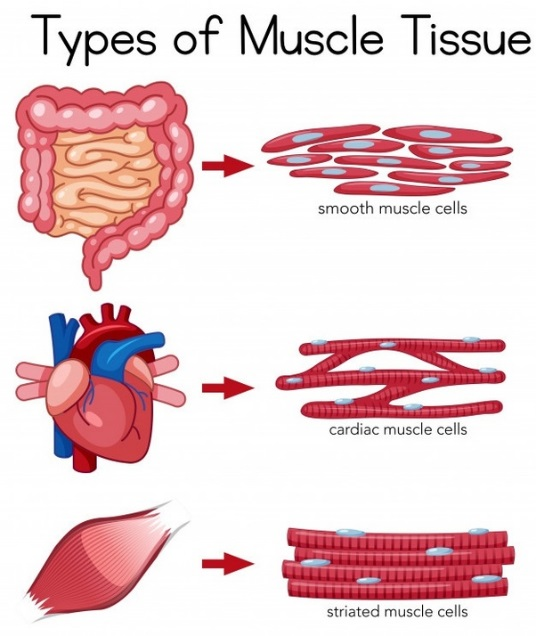 Types of Muscle Tissue
smooth muscle cells
cardiac muscle cells
striated muscle cells